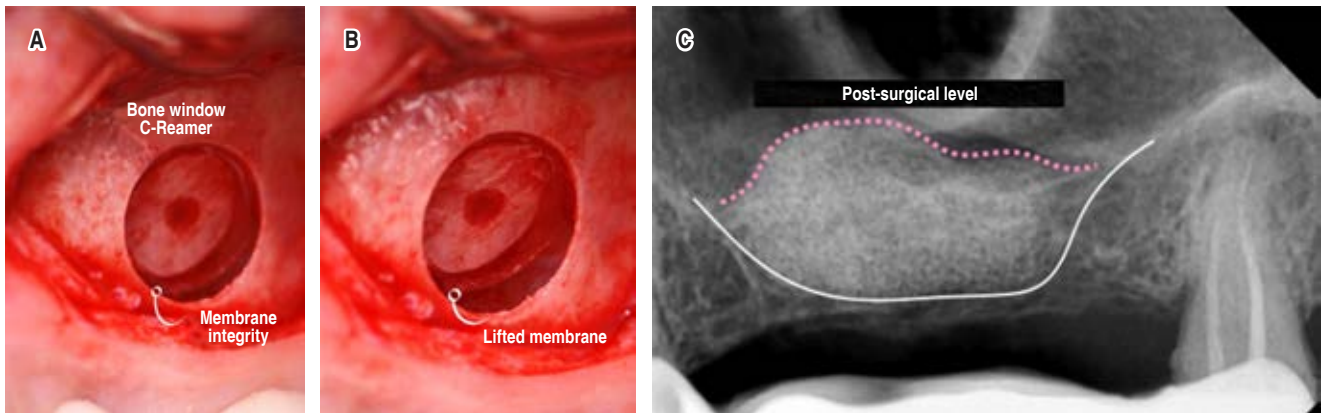 A
Bone window
C-Reamer
Membrane
integrity
B
Lifted membrane
C
Post-surgical level